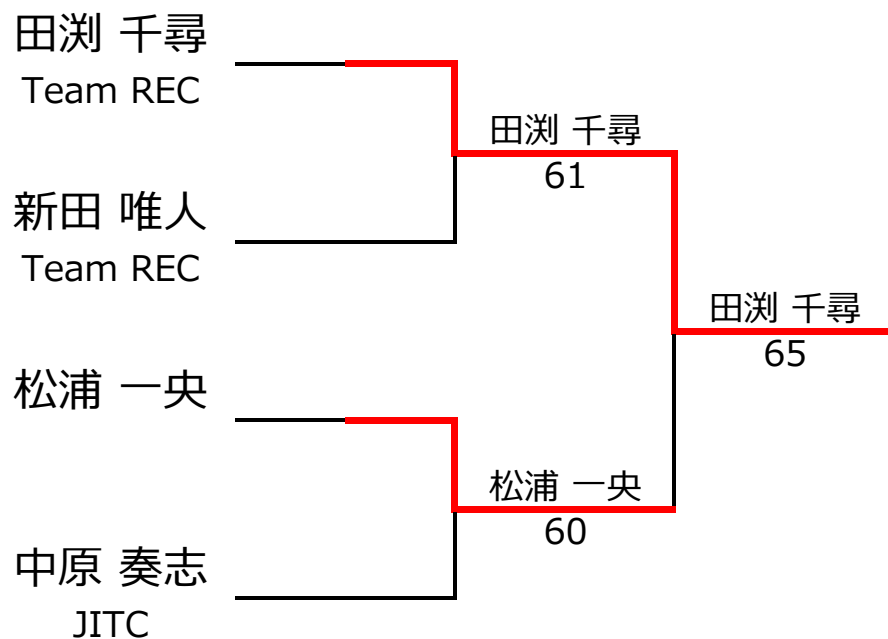 田渕 千尋
Team REC
新田 唯人
Team REC
松浦 一央
中原 奏志
JITC
田渕 千尋
61
松浦 一央
60
田渕 千尋
65